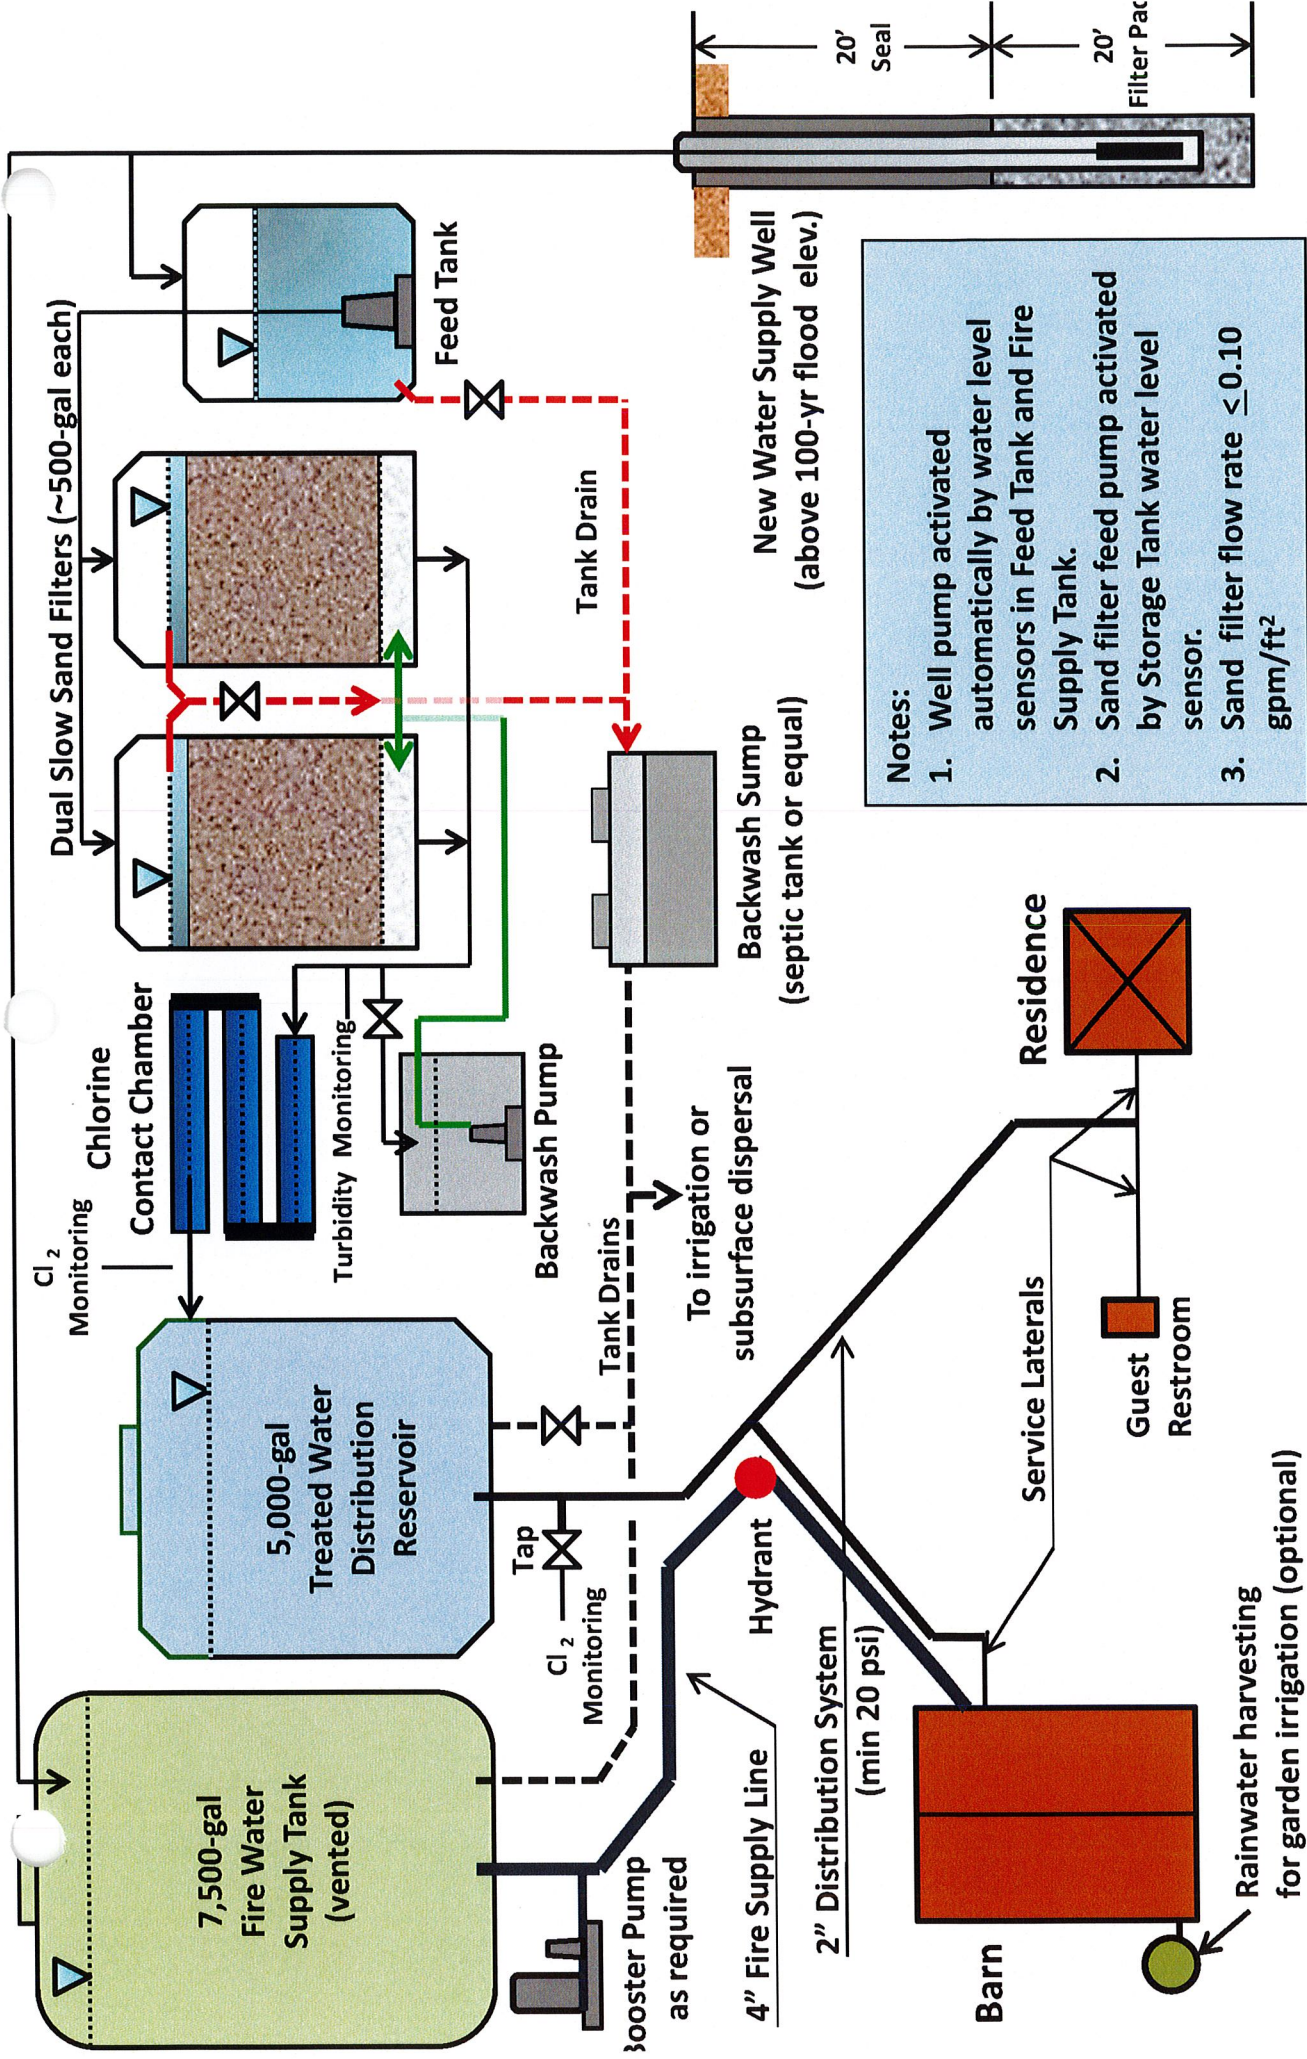 Dual Slow Sand Filters (~500-gal each)
Feed Tank
Tank Drain
Chlorine
Contact Chamber
Cl2
Monitoring
Turbidity Monitoring
Backwash Pump
Backwash Sump
(septic tank or equal)
Tank Drains
To irrigation or
subsurface dispersal
7,500-gal
Fire Water
Supply Tank
(vented)
5,000-gal
Treated Water
Distribution
Reservoir
Tap
Cl2
Monitoring
Booster Pump
as required
Hydrant
4” Fire Supply Line
2” Distribution System
(min 20 psi)
Service Laterals
Barn
Guest
Restroom
Residence
Rainwater harvesting
for garden irrigation (optional)
New Water Supply Well
(above 100-yr flood elev.)
20’
Seal
20’
Filter Pac
Notes:
1. Well pump activated
automatically by water level
sensors in Feed Tank and Fire
Supply Tank.
2. Sand filter feed pump activated
by Storage Tank water level
sensor.
3. Sand filter flow rate <0.10
gpm/ft2